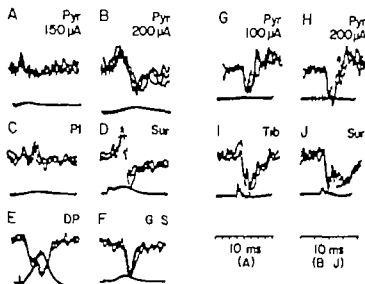 A Pyr
150 µA
B Pyr
200 µA
G Pyr
100 µA
H Pyr
200 µA
C Pl
D Sur
I Tib
J Sur
E DP
F G S
10 ms
(A)
10 ms
(B J)